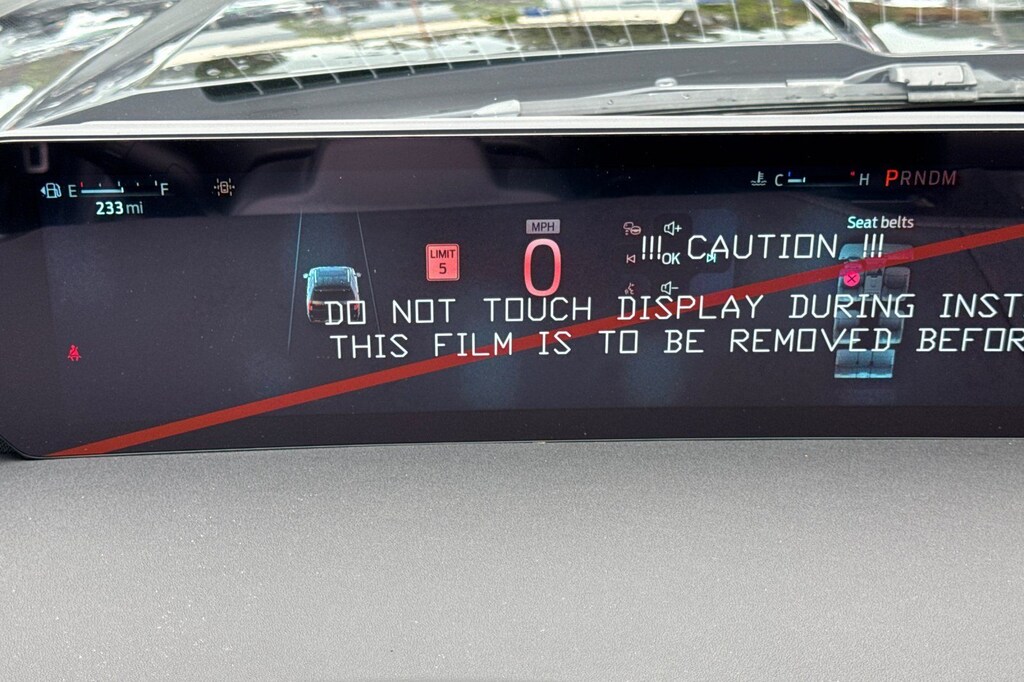 E F
233 mi
C H PRNDM
LIMIT
5
MPH
0
OK
Seat belts
!!! CAUTION !!!
DO NOT TOUCH DISPLAY DURING INST
THIS FILM IS TO BE REMOVED BEFOR